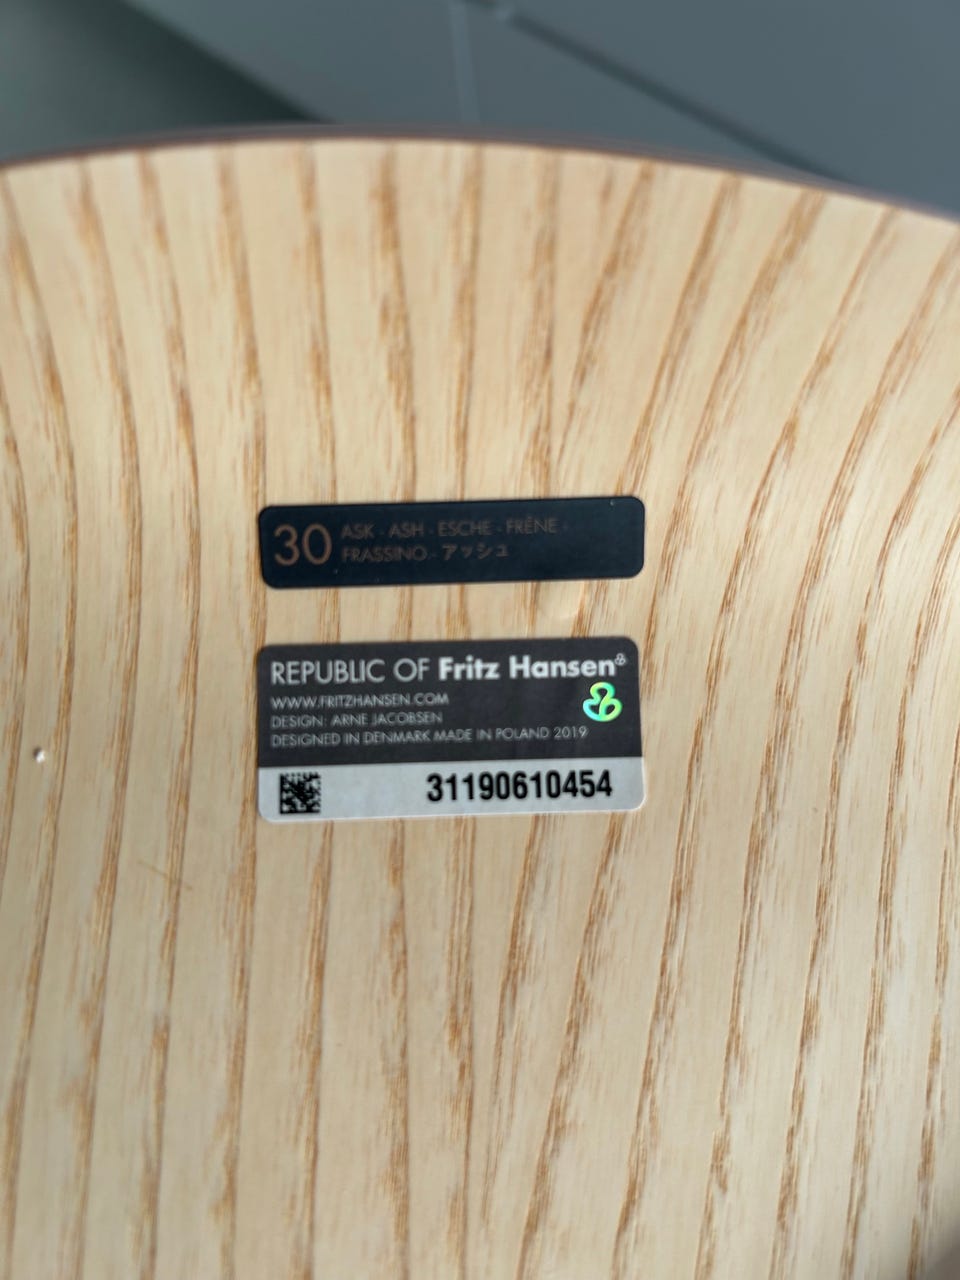 30 ASK - ASH - ESCHE - FRÊNE -
FRASSINO - アッシュ
REPUBLIC OF Fritz Hansen®
WWW.FRITZHANSEN.COM
DESIGN: ARNE JACOBSEN
DESIGNED IN DENMARK MADE IN POLAND 2019
31190610454